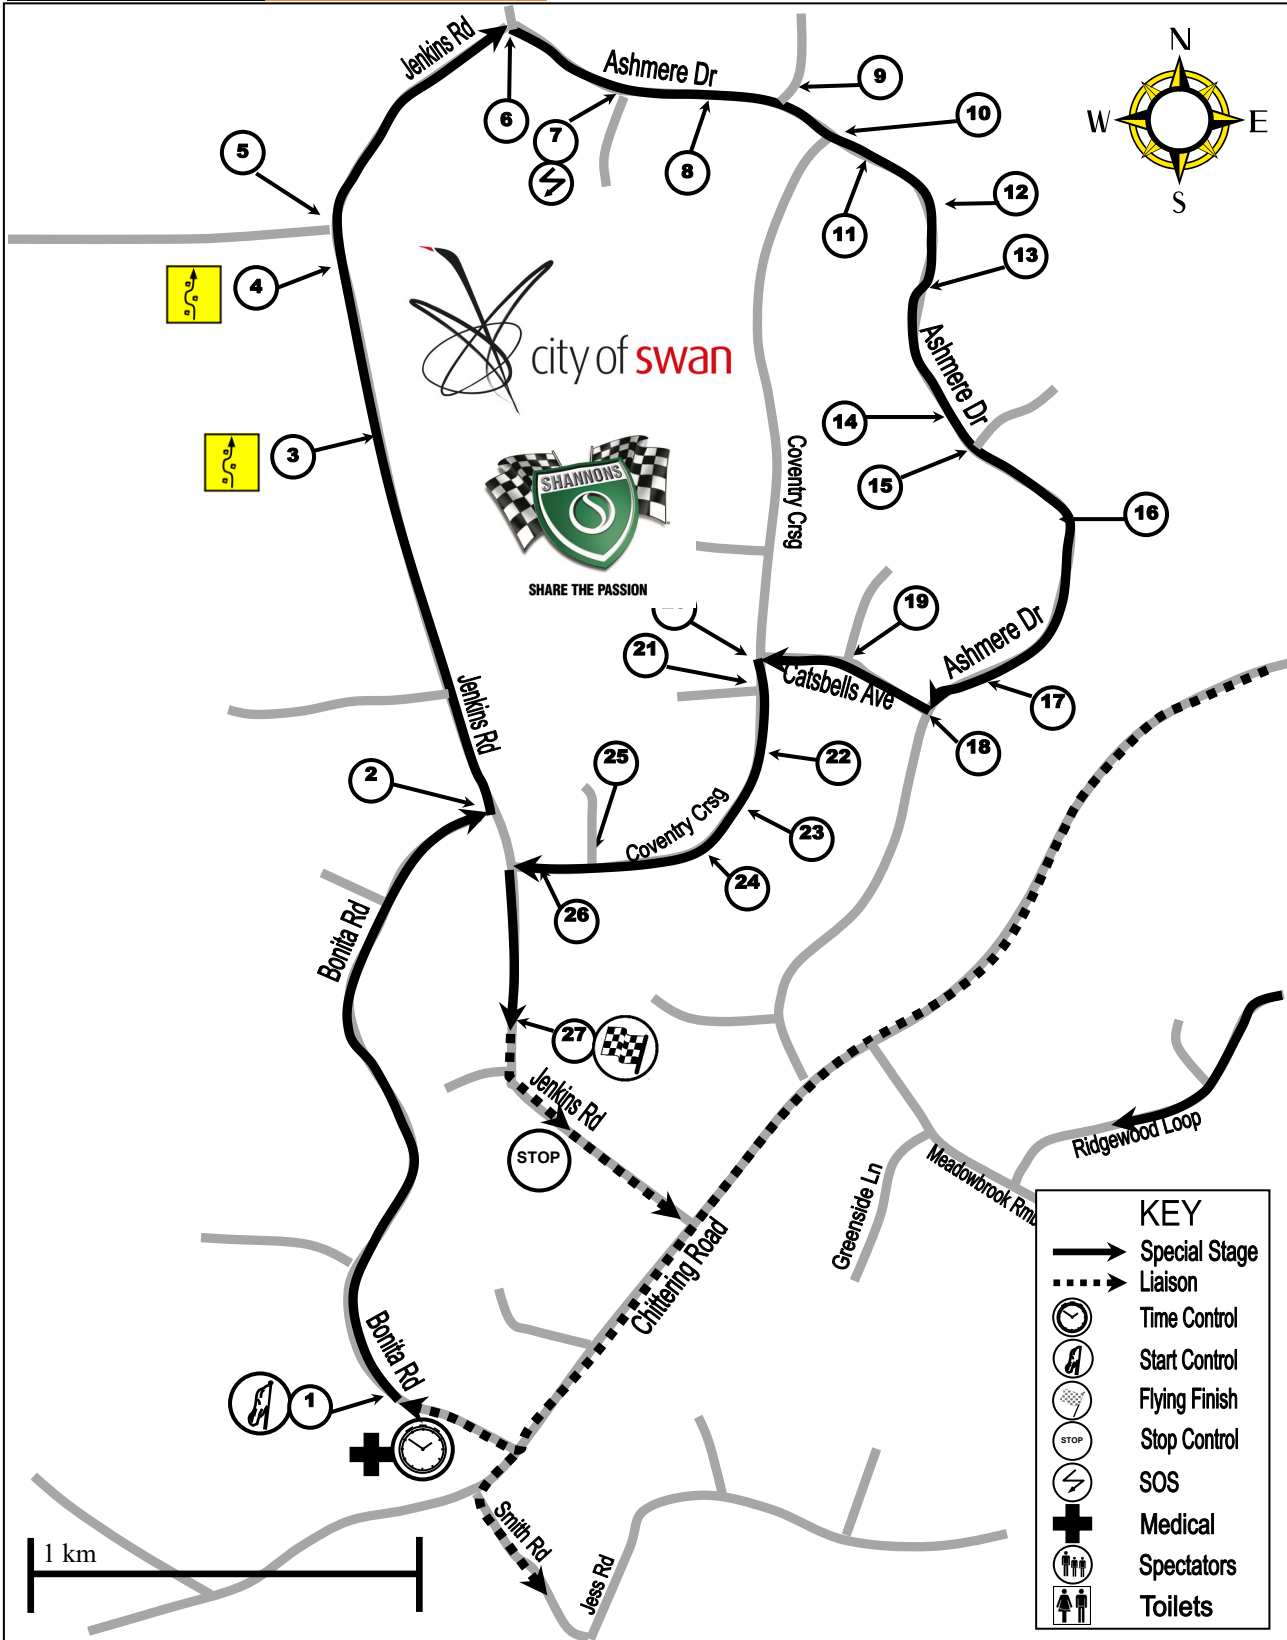 Jenkins Rd
Ashmere Dr
N
W
E
S
6
7
8
9
10
11
12
13
5
4
3
city of swan
SHANNONS
SHARE THE PASSION
Ashmere Dr
14
15
16
Coventry Crsg
19
21
Catsbells Ave
Ashmere Dr
17
18
Jenkins Rd
2
25
22
23
24
Coventry Crsg
26
Bonita Rd
27
Jenkins Rd
STOP
Chittering Road
Greenside Ln
Meadowbrook
Ridgewood Loop
Bonita Rd
1
Smith Rd
Jess Rd
1 km
KEY
Special Stage
Liaison
Time Control
Start Control
Flying Finish
STOP
Stop Control
SOS
Medical
Spectators
Toilets